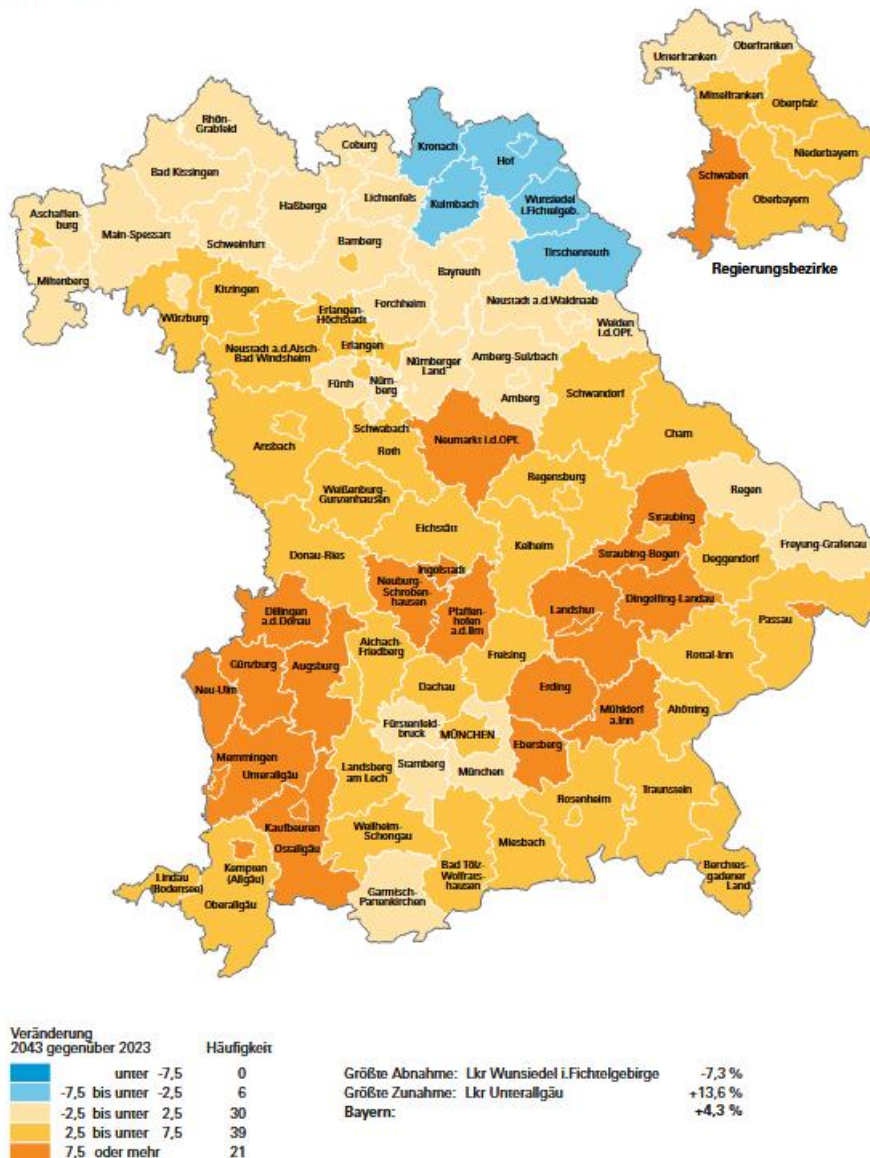 Unterfranken
Oberfranken
Mittelfranken
Oberpfalz
Niederbayern
Schwaben
Oberbayern
Regierungsbezirke
Rhön-
Grabfeld
Coburg
Kronach
Hof
Bad Kissingen
Lichtenfels
Kulmbach
Wunsiedel
i.Fichtelgeb.
Haßberge
Aschaffen-
burg
Main-Spessart
Schweinfurt
Bamberg
Bayreuth
Tirschenreuth
Miltenberg
Kitzingen
Forchheim
Neustadt a.d.Waldnaab
Würzburg
Erlangen-
Höchstadt
Weiden
i.d.OPf.
Neustadt a.d.Aisch-
Bad Windsheim
Erlangen
Nürnberger
Land
Amberg-Sulzbach
Fürth
Nürn-
berg
Amberg
Schwandorf
Schwabach
Neumarkt i.d.OPf.
Cham
Ansbach
Roth
Regensburg
Regen
Weißenburg-
Gunzenhausen
Straubing
Eichstätt
Freyung-Grafenau
Donau-Ries
Kelheim
Straubing-Bogen
Deggendorf
Ingolstadt
Neuburg-
Schroben-
hausen
Dillingen
a.d.Donau
Pfaffen-
hofen
a.d.Ilm
Landshut
Dingolfing-Landau
Passau
Aichach-
Friedberg
Freising
Rottal-Inn
Günzburg
Augsburg
Neu-Ulm
Dachau
Erding
Mühldorf
a.Inn
Altötting
Fürstenfeld-
bruck
MÜNCHEN
Ebersberg
Memmingen
Unterallgäu
Landsberg
am Lech
Starnberg
München
Traunstein
Rosenheim
Kaufbeuren
Weilheim-
Schongau
Ostallgäu
Miesbach
Bad Tölz-
Wolfrats-
hausen
Berchtes-
gadener
Land
Lindau
(Bodensee)
Kempten
(Allgäu)
Oberallgäu
Garmisch-
Partenkirchen
Veränderung
2043 gegenüber 2023 Häufigkeit
unter -7,5 0
-7,5 bis unter -2,5 6
-2,5 bis unter 2,5 30
2,5 bis unter 7,5 39
7,5 oder mehr 21
Größte Abnahme: Lkr Wunsiedel i.Fichtelgebirge -7,3 %
Größte Zunahme: Lkr Unterallgäu +13,6 %
Bayern: +4,3 %